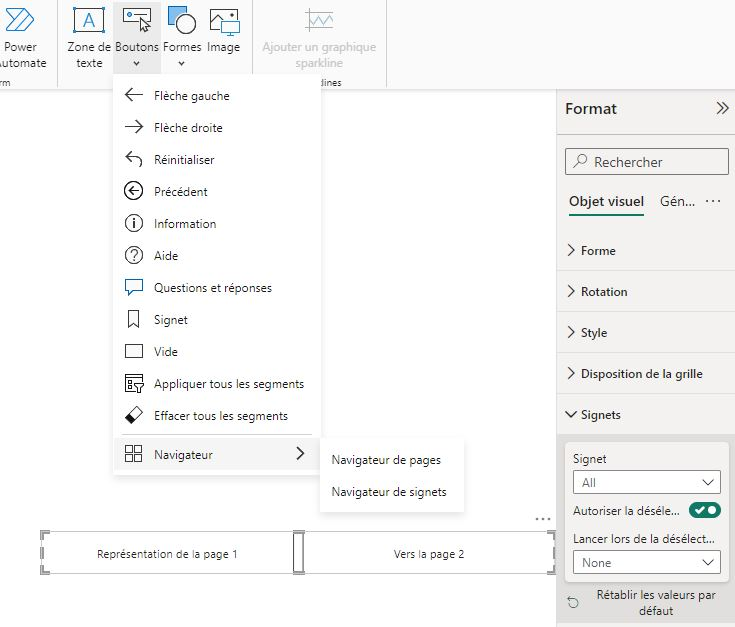 Power
Automate
Zone de
texte
Boutons
Formes
Image
Ajouter un graphique
sparkline
Flèche gauche
Flèche droite
Réinitialiser
Précédent
Information
Aide
Questions et réponses
Signet
Vide
Appliquer tous les segments
Effacer tous les segments
Navigateur
Navigateur de pages
Navigateur de signets
Représentation de la page 1
Vers la page 2
Format
Rechercher
Objet visuel
Gén...
Forme
Rotation
Style
Disposition de la grille
Signets
Signet
All
Autoriser la déséle...
Lancer lors de la désélect...
None
Rétablir les valeurs par
défaut